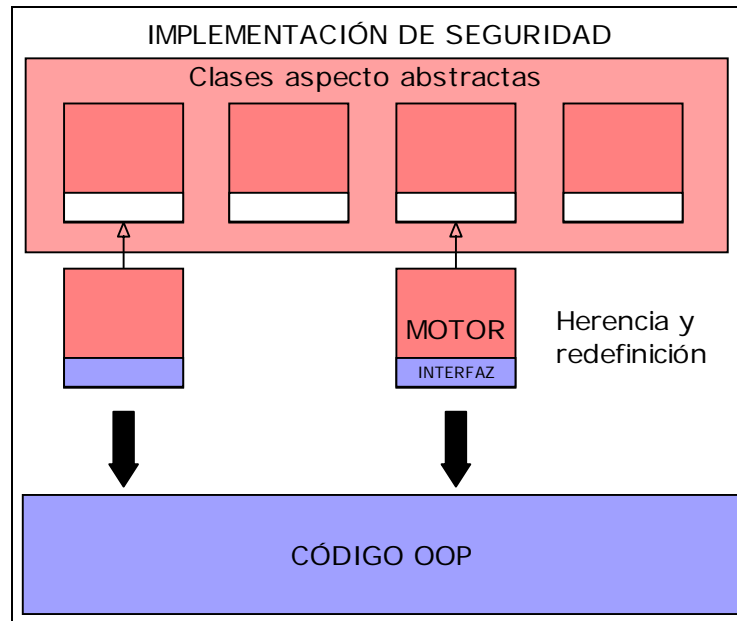 IMPLEMENTACIÓN DE SEGURIDAD
Clases aspecto abstractas
MOTOR
INTERFAZ
Herencia y
redefinición
CÓDIGO OOP